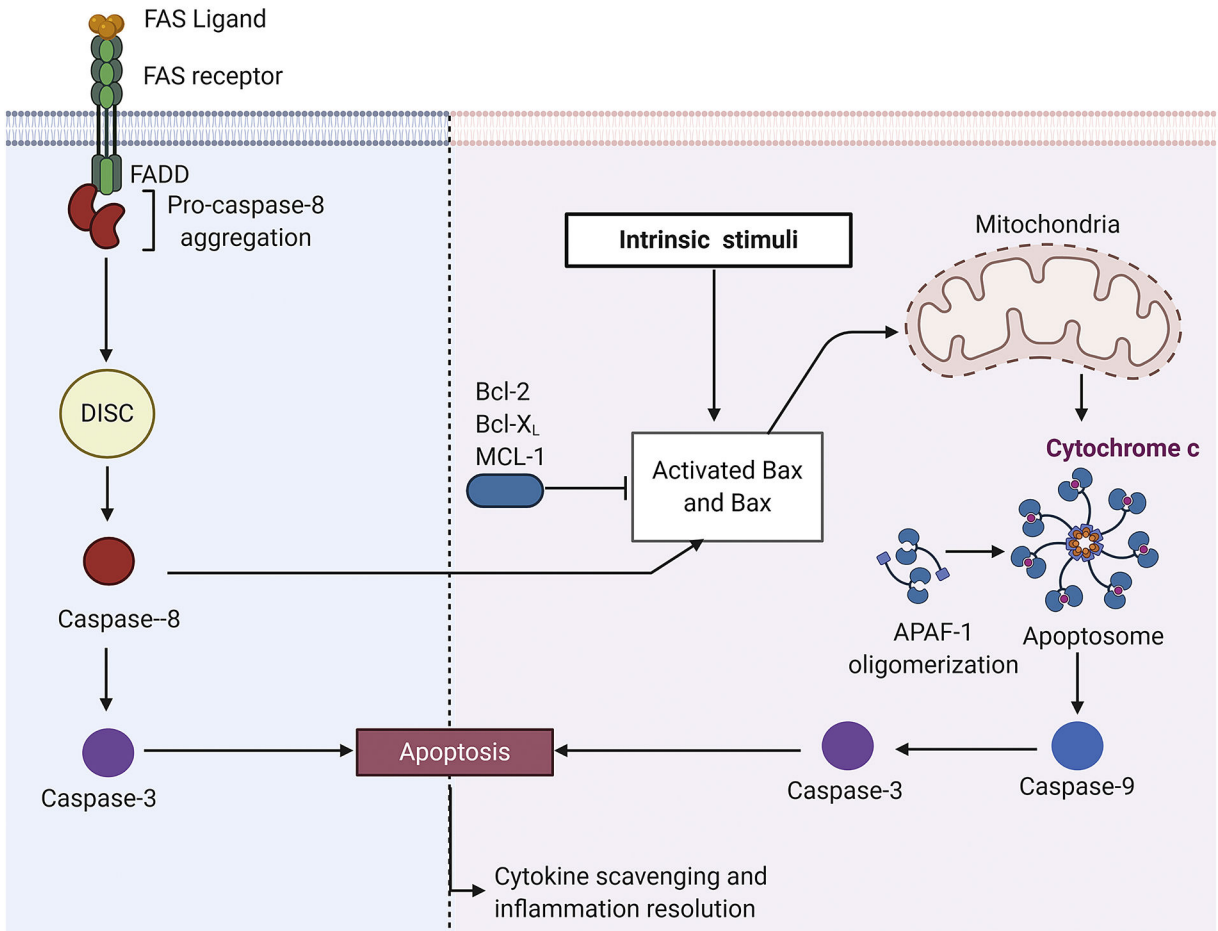 FAS Ligand
FAS receptor
FADD
Pro-caspase-8
aggregation
DISC
Caspase--8
Caspase-3
Intrinsic stimuli
Mitochondria
Bcl-2
Bcl-XL
MCL-1
Activated Bax
and Bax
Cytochrome c
APAF-1
oligomerization
Apoptosome
Apoptosis
Caspase-3
Caspase-9
Cytokine scavenging and
inflammation resolution